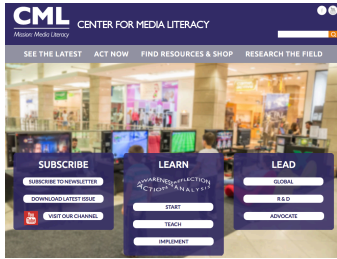 CML
CENTER FOR MEDIA LITERACY
Mission: Media Literacy
SEE THE LATEST ACT NOW FIND RESOURCES & SHOP RESEARCH THE FIELD
SUBSCRIBE
SUBSCRIBE TO NEWSLETTER
DOWNLOAD LATEST ISSUE
You Tube
VISIT OUR CHANNEL
LEARN
AWARENESS REFLECTION
ACTION ANALYSIS
START
TEACH
IMPLEMENT
LEAD
GLOBAL
R & D
ADVOCATE